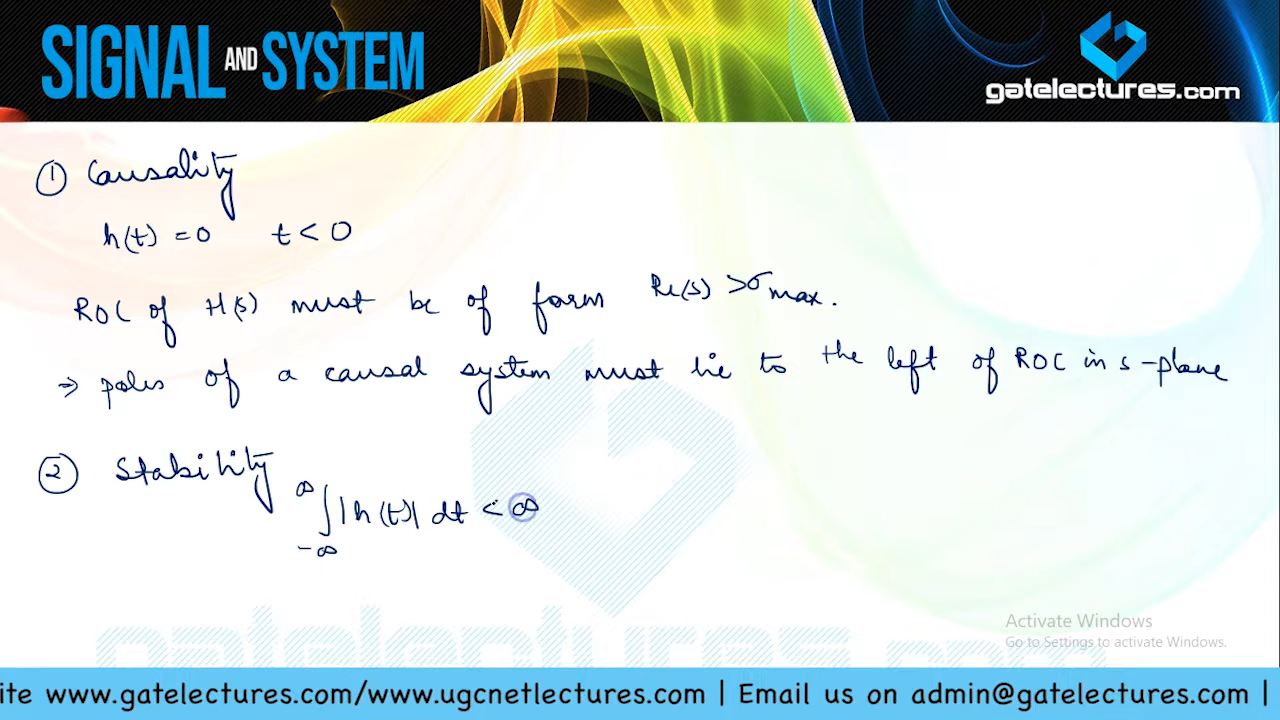 SIGNAL AND SYSTEM
gatelectures.com
① Causality
h(t) = 0 t < 0
ROC of H(s) must be of form Re(s) > σmax.
⇒ poles of a causal system must lie to the left of ROC in s-plane
② Stability
∞
∫ |h(t)| dt < ∞
-∞
gatelectures.com
Activate Windows
Go to Settings to activate Windows.
ite www.gatelectures.com/www.ugcnetlectures.com | Email us on admin@gatelectures.com |